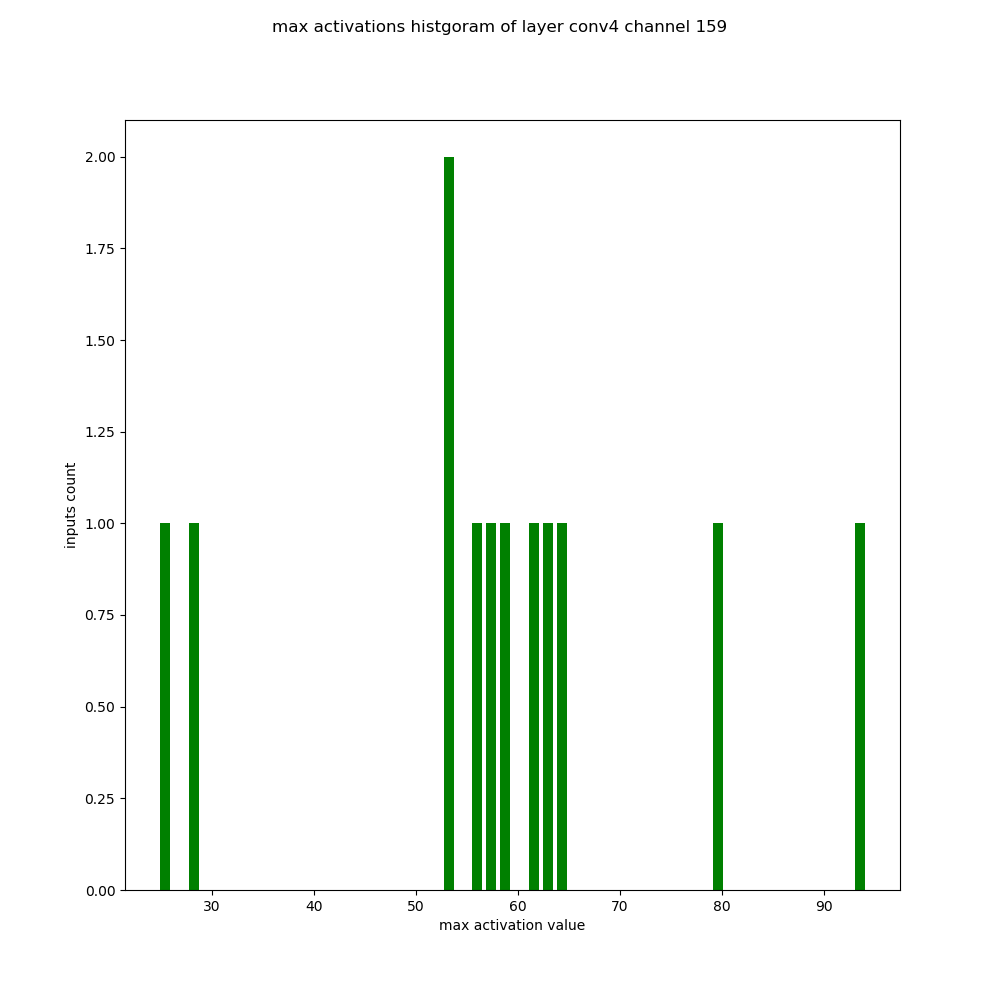 max activations histgoram of layer conv4 channel 159
2.00
1.75
1.50
1.25
1.00
0.75
0.50
0.25
0.00
inputs count
30 40 50 60 70 80 90
max activation value